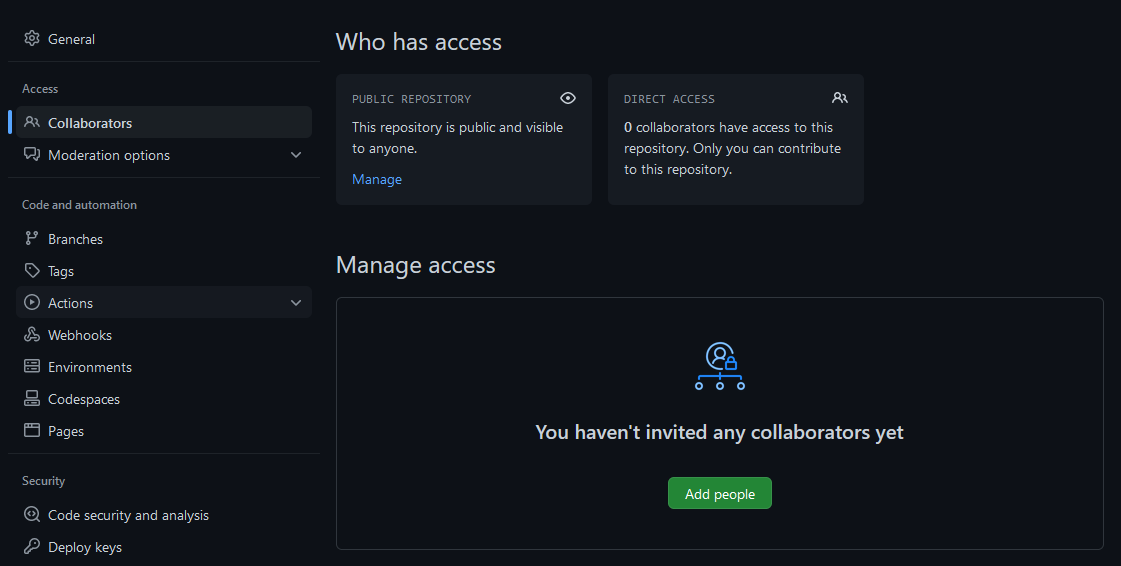 General
Access
Collaborators
Moderation options
Code and automation
Branches
Tags
Actions
Webhooks
Environments
Codespaces
Pages
Security
Code security and analysis
Deploy keys
Who has access
PUBLIC REPOSITORY
This repository is public and visible
to anyone.
Manage
DIRECT ACCESS
0 collaborators have access to this
repository. Only you can contribute
to this repository.
Manage access
You haven't invited any collaborators yet
Add people